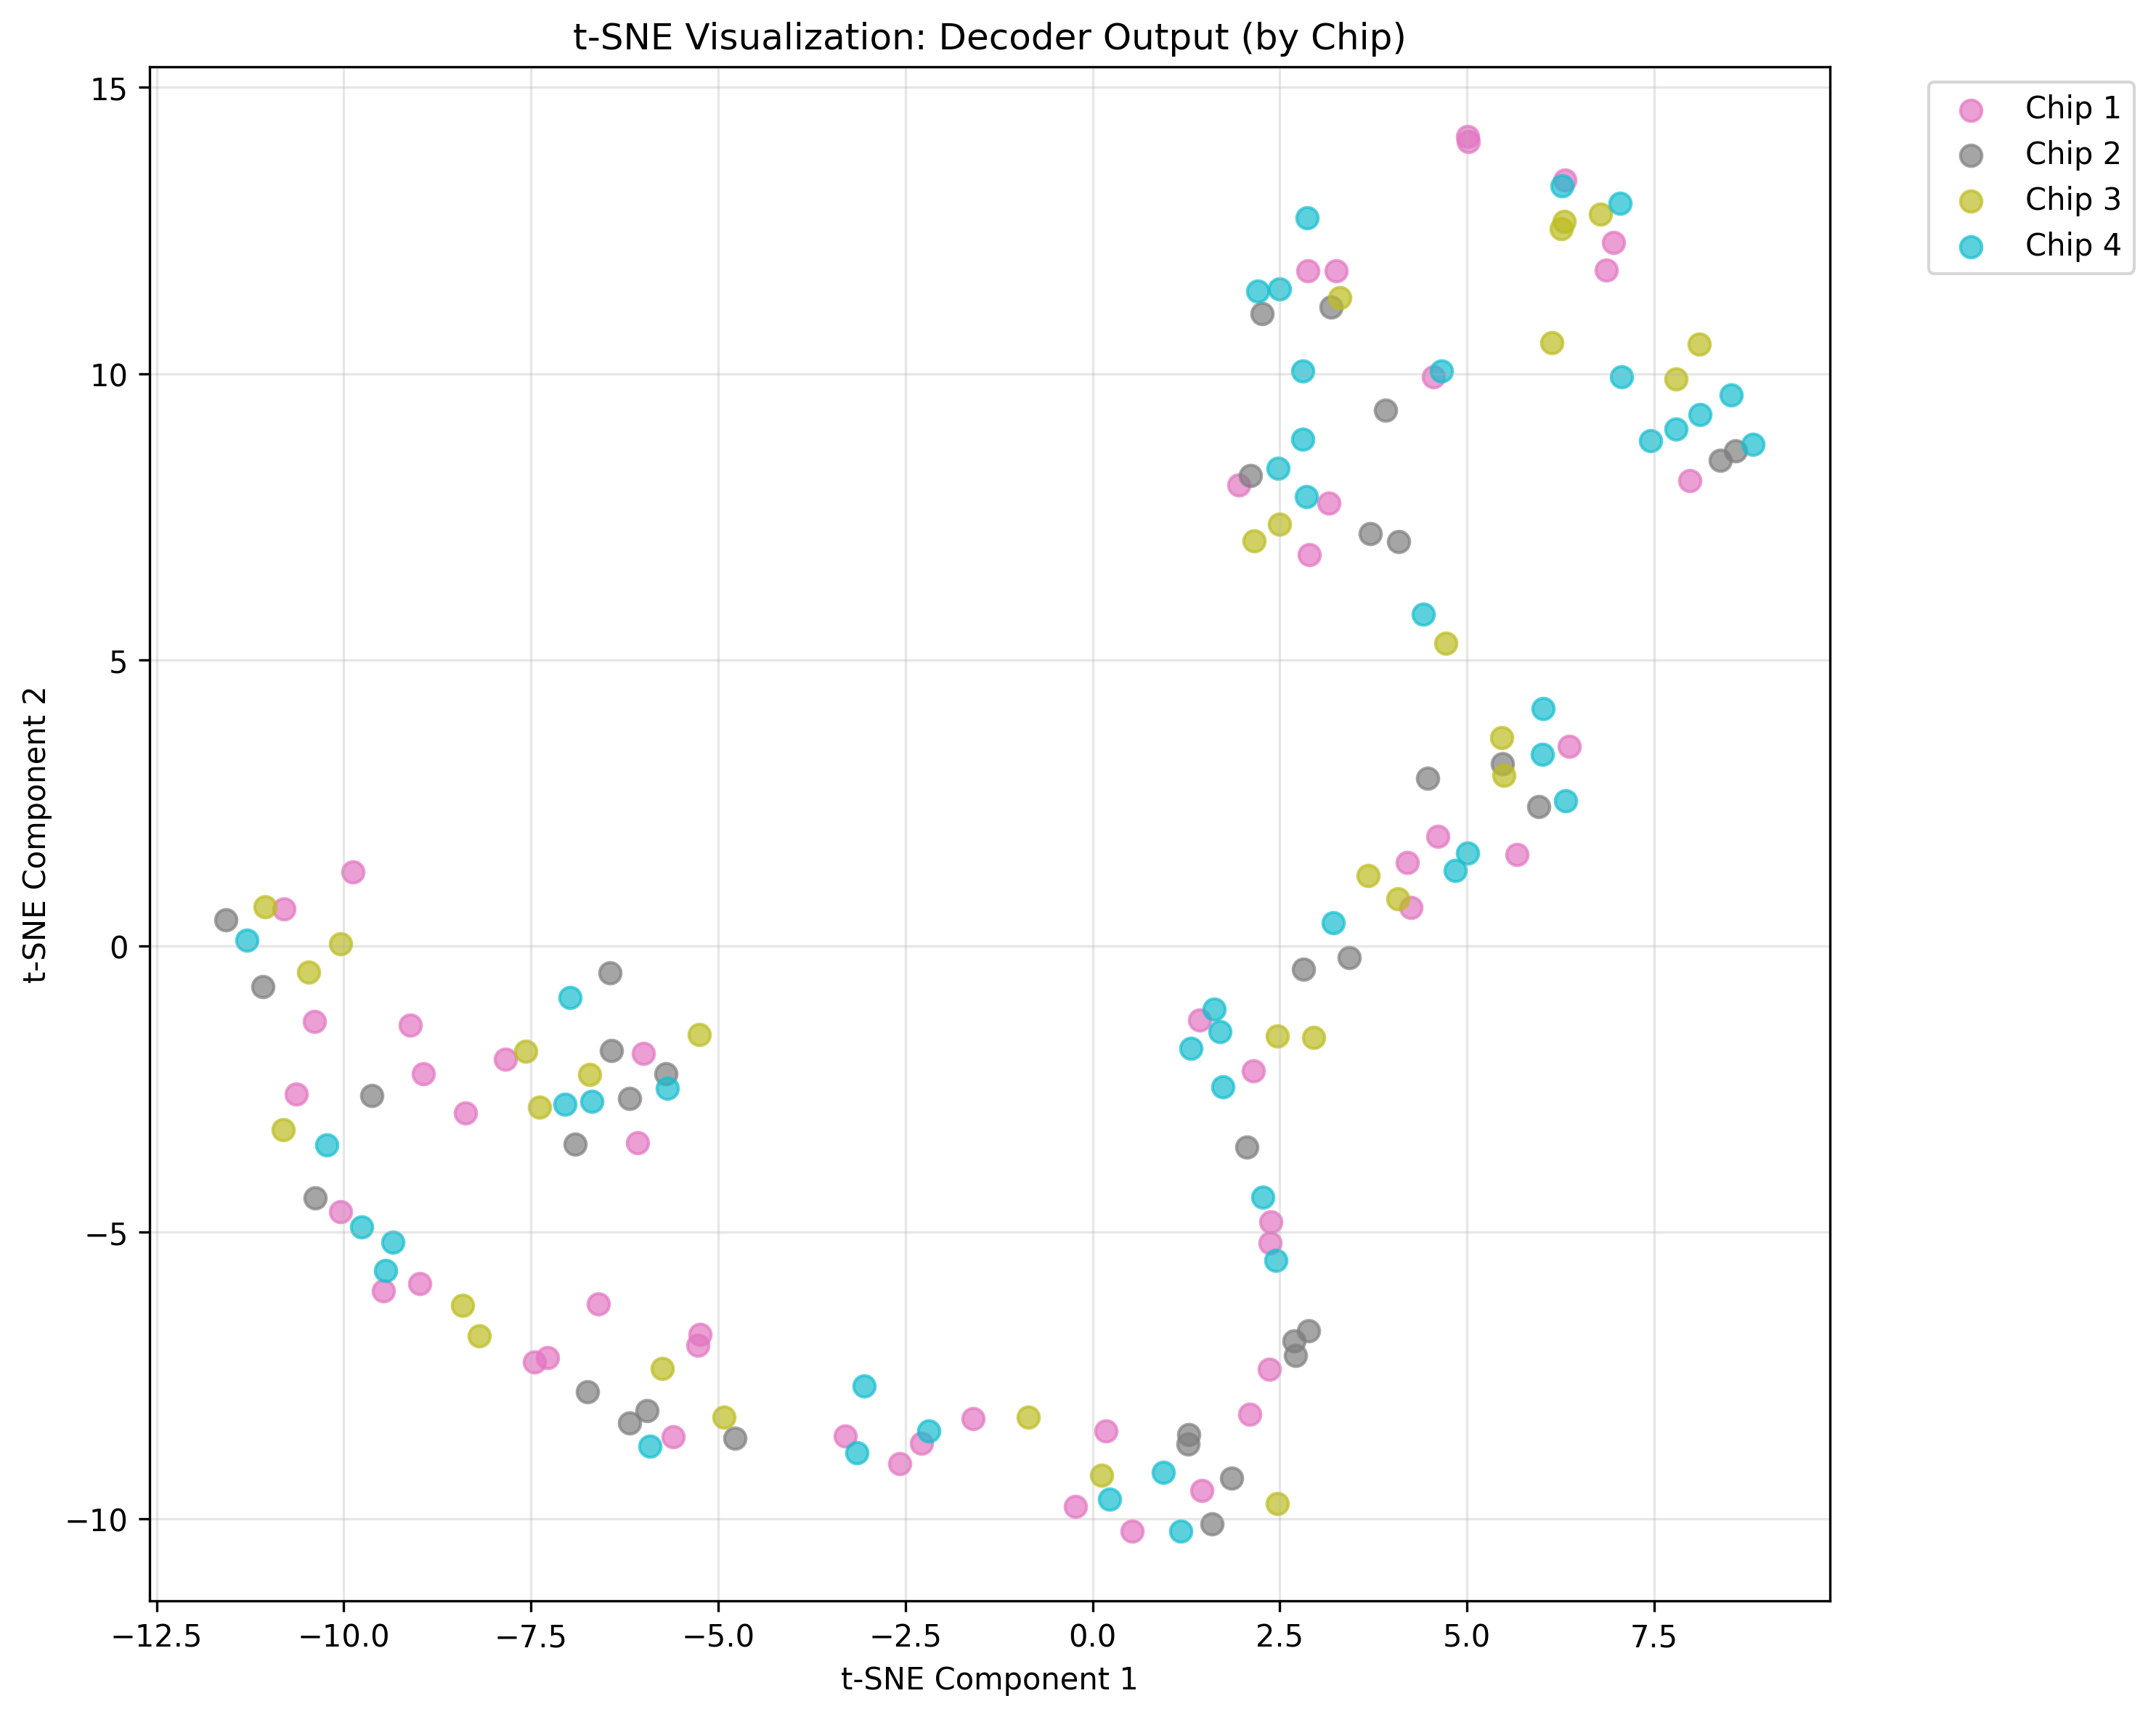 t-SNE Visualization: Decoder Output (by Chip)
Chip 1
Chip 2
Chip 3
Chip 4
15
10
5
0
−5
−10
t-SNE Component 2
−12.5 −10.0 −7.5 −5.0 −2.5 0.0 2.5 5.0 7.5
t-SNE Component 1